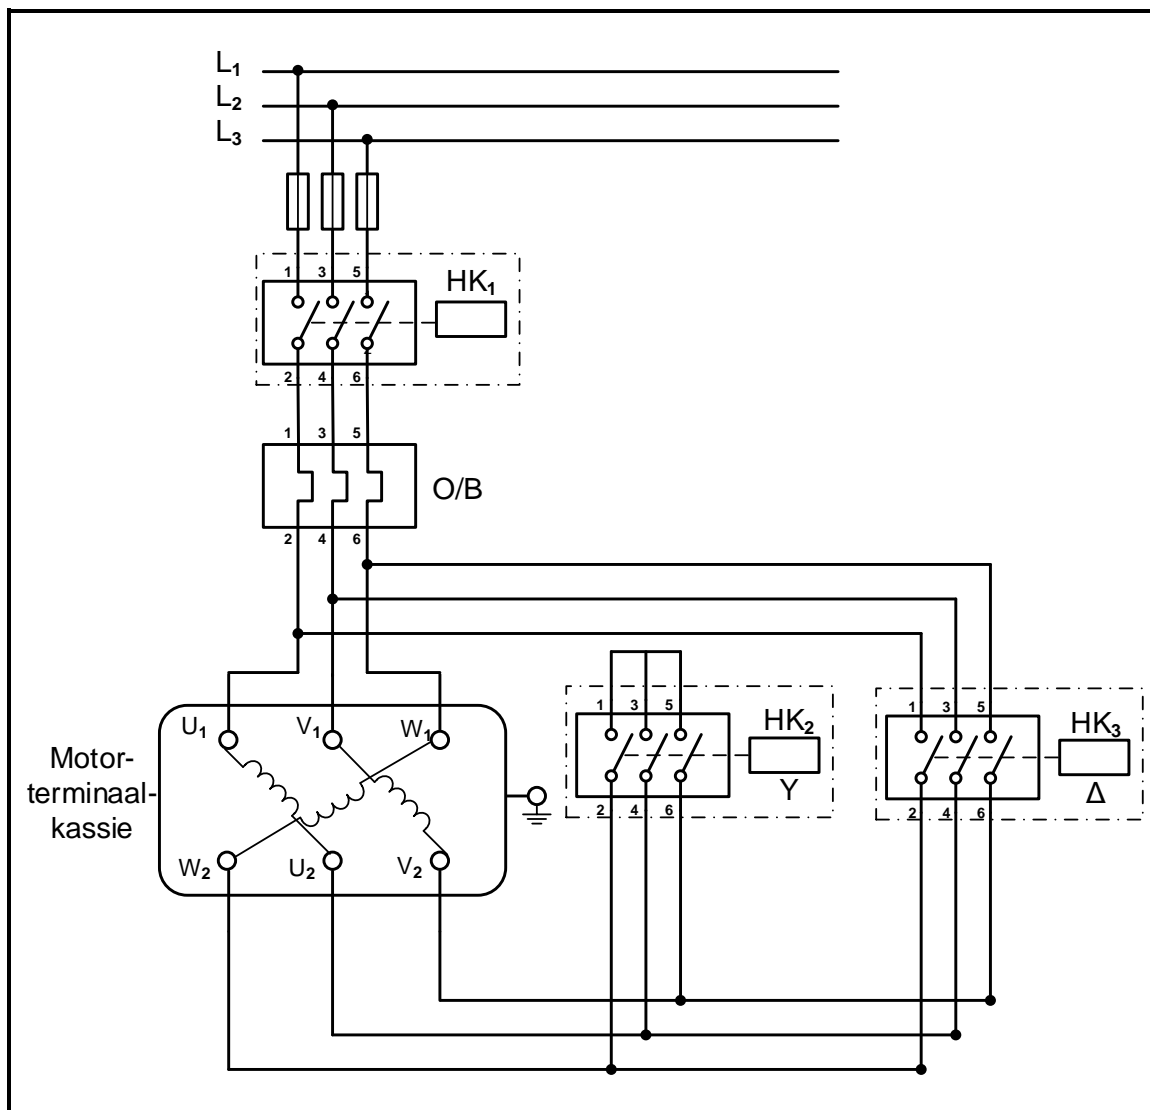 L₁
L₂
L₃
1 3 5
HK₁
2 4 6
1 3 5
O/B
2 4 6
1 3 5
HK₂
Y
2 4 6
1 3 5
HK₃
Δ
2 4 6
U₁ V₁ W₁
Motor-
terminaal-
kassie
W₂ U₂ V₂